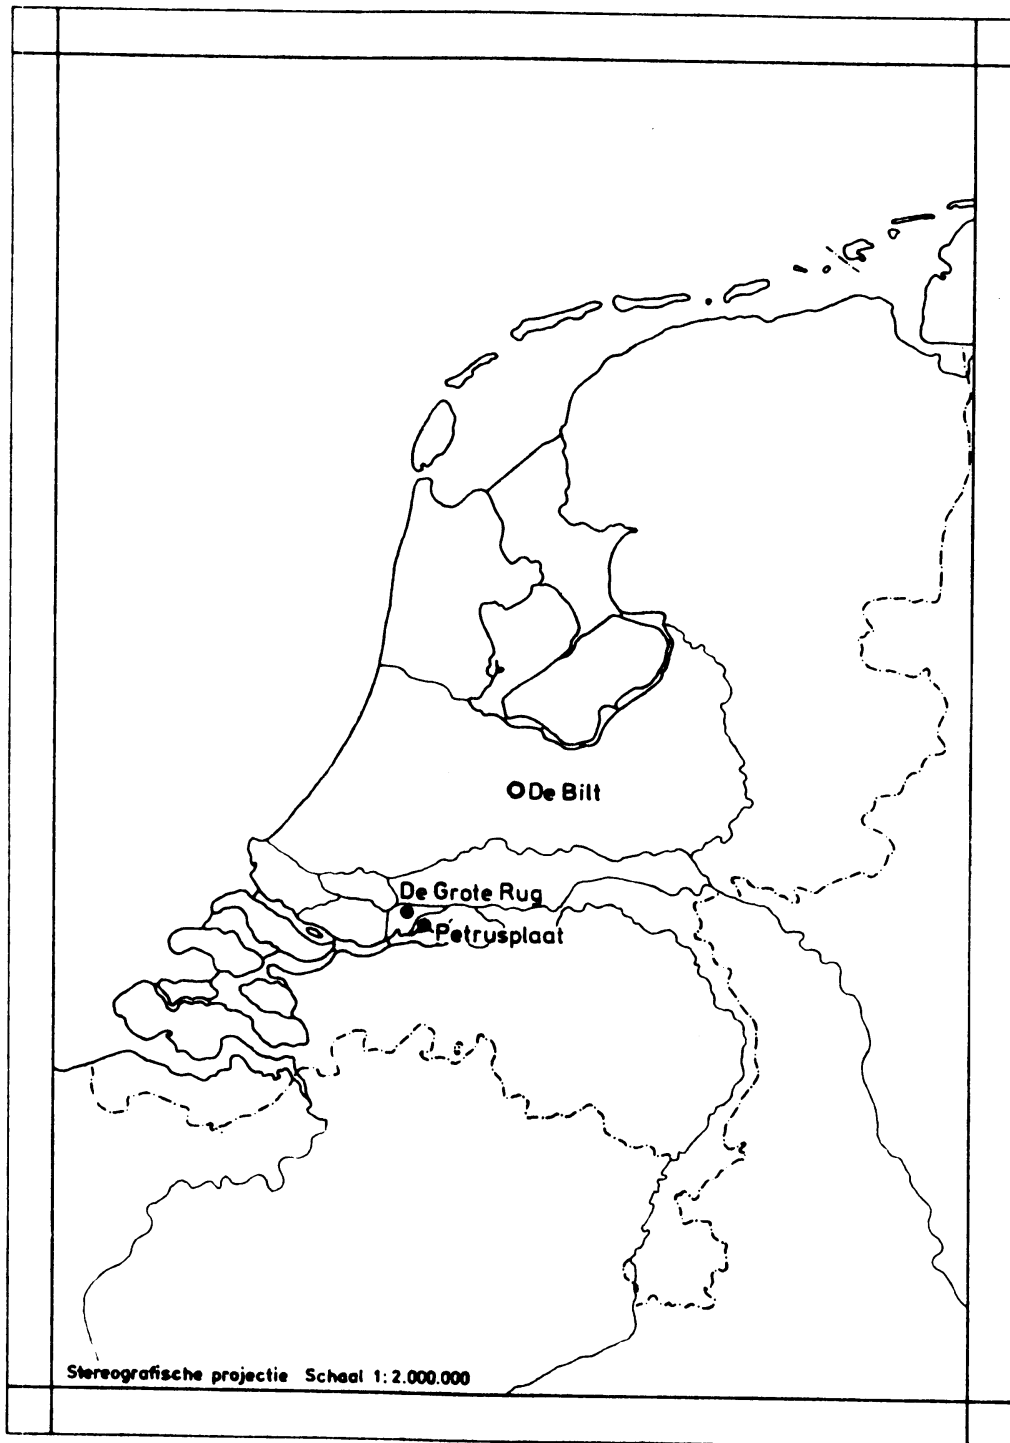 De Bilt
De Grote Rug
Petrusplaat
Stereografische projectie Schaal 1: 2.000.000